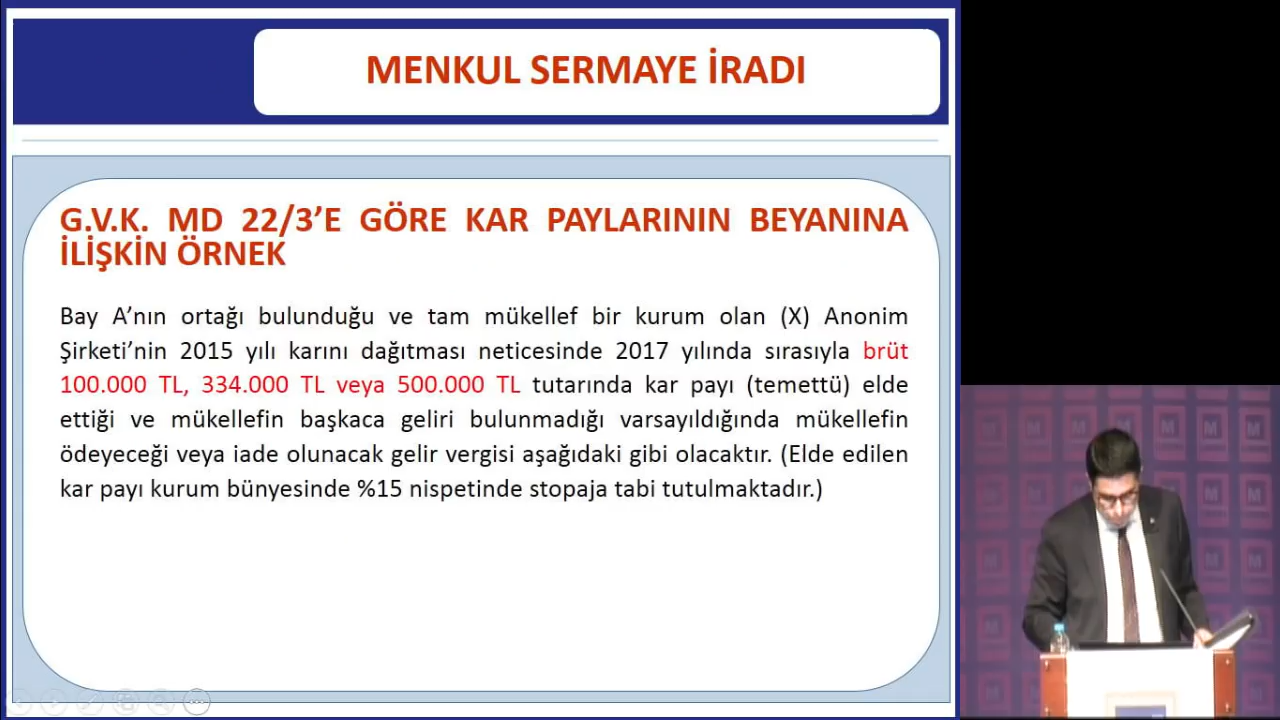 MENKUL SERMAYE İRADI
G.V.K. MD 22/3’E GÖRE KAR PAYLARININ BEYANINA
İLİŞKİN ÖRNEK
Bay A’nın ortağı bulunduğu ve tam mükellef bir kurum olan (X) Anonim
Şirketi’nin 2015 yılı karını dağıtması neticesinde 2017 yılında sırasıyla brüt
100.000 TL, 334.000 TL veya 500.000 TL tutarında kar payı (temettü) elde
ettiği ve mükellefin başkaca geliri bulunmadığı varsayıldığında mükellefin
ödeyeceği veya iade olunacak gelir vergisi aşağıdaki gibi olacaktır. (Elde edilen
kar payı kurum bünyesinde %15 nispetinde stopaja tabi tutulmaktadır.)